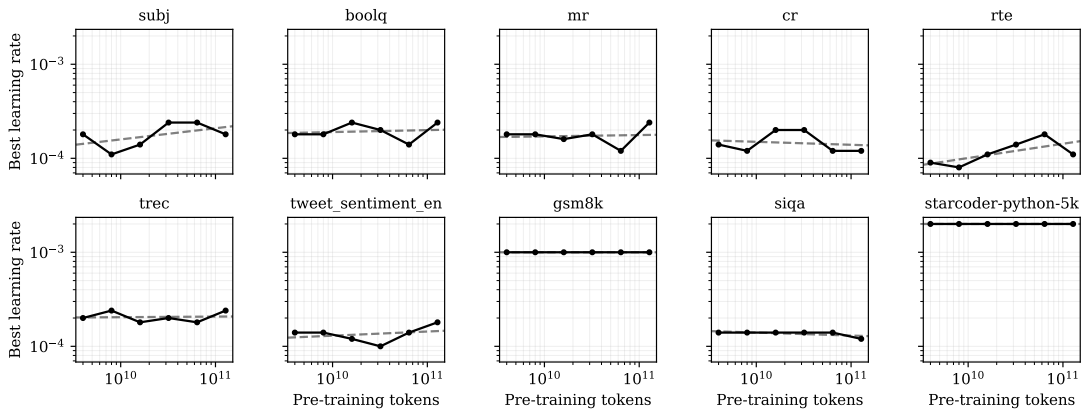 subj
boolq
mr
cr
rte
Best learning rate
10⁻³
10⁻⁴
trec
tweet_sentiment_en
gsm8k
siqa
starcoder-python-5k
Best learning rate
10⁻³
10⁻⁴
10¹⁰ 10¹¹
10¹⁰ 10¹¹
10¹⁰ 10¹¹
10¹⁰ 10¹¹
10¹⁰ 10¹¹
Pre-training tokens
Pre-training tokens
Pre-training tokens
Pre-training tokens